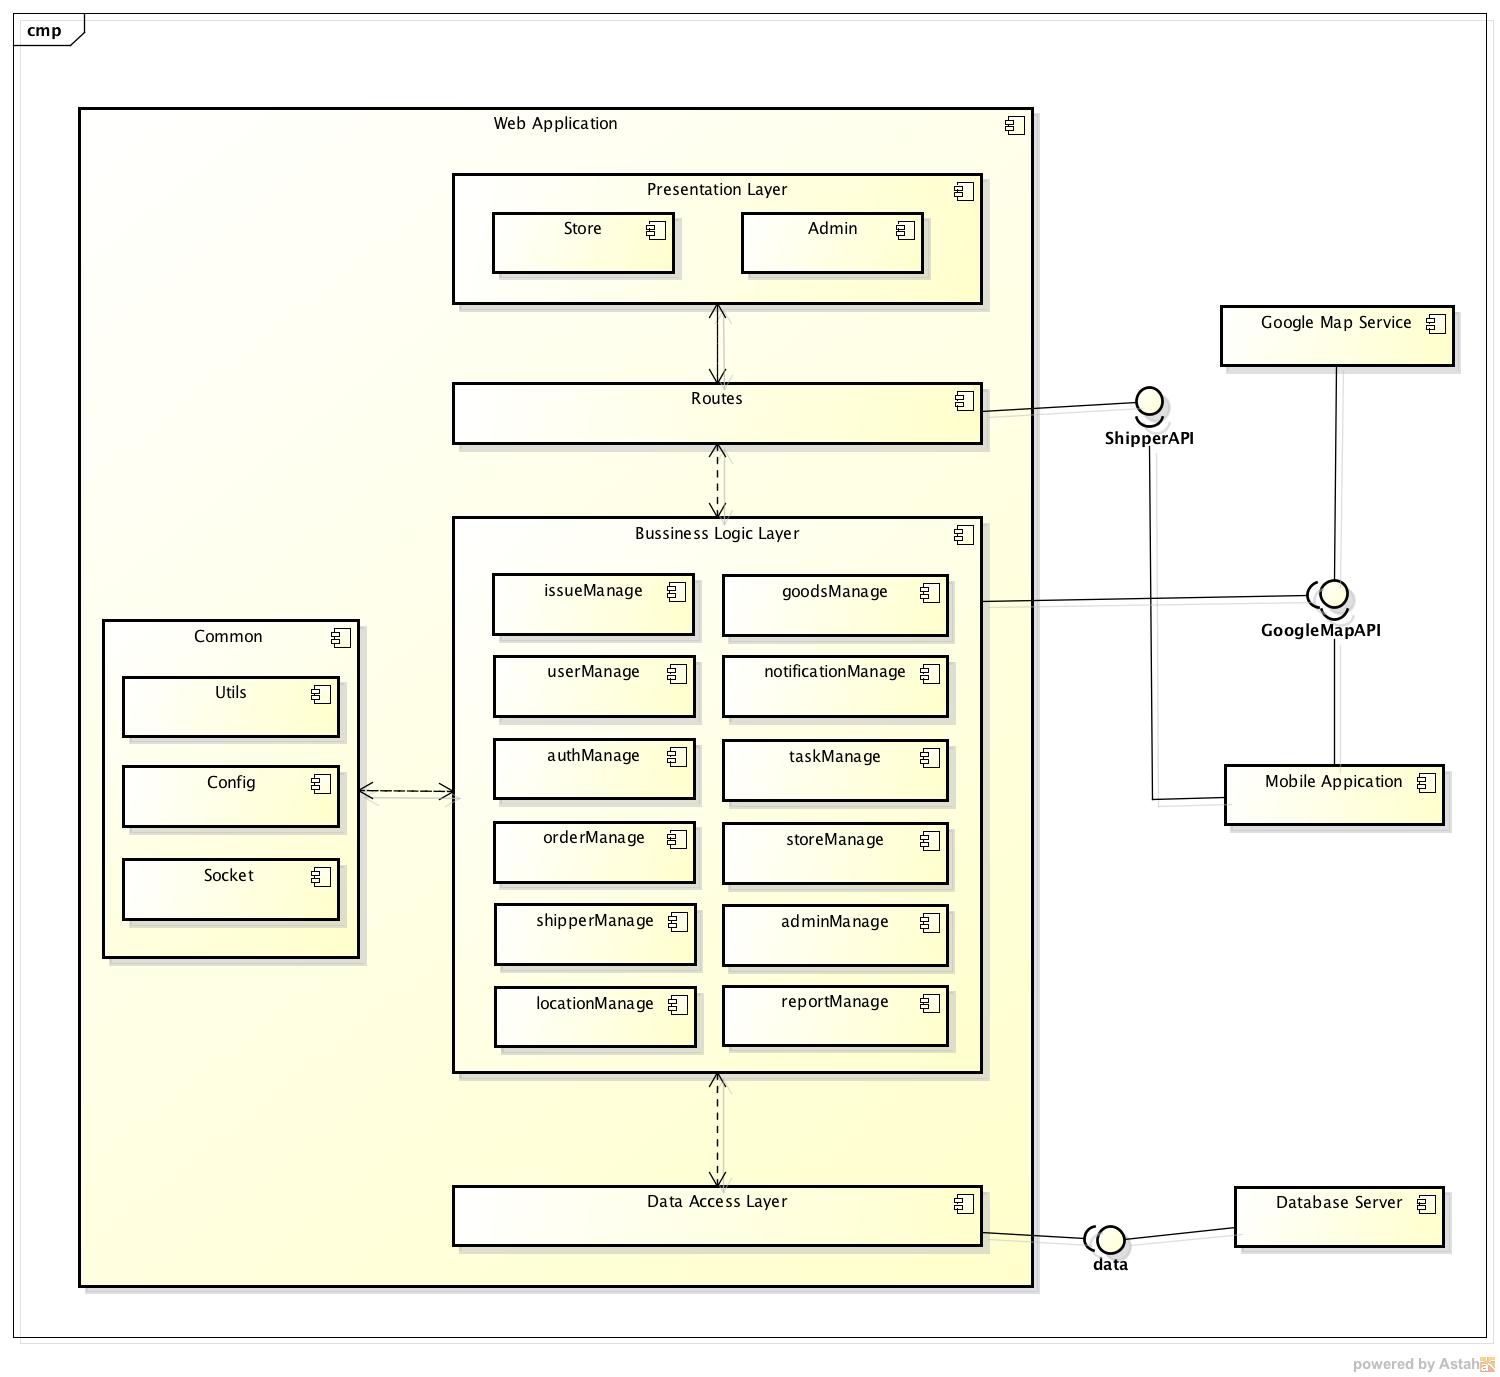 cmp
Web Application
Presentation Layer
Store
Admin
Google Map Service
Routes
ShipperAPI
Bussiness Logic Layer
issueManage
goodsManage
GoogleMapAPI
Common
Utils
Config
Socket
userManage
notificationManage
authManage
taskManage
Mobile Appication
orderManage
storeManage
shipperManage
adminManage
locationManage
reportManage
Data Access Layer
Database Server
data
powered by Astah